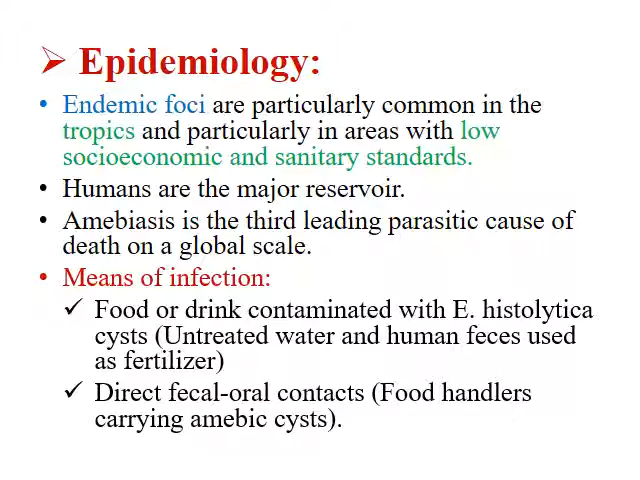 ➢ Epidemiology:
• Endemic foci are particularly common in the
tropics and particularly in areas with low
socioeconomic and sanitary standards.
• Humans are the major reservoir.
• Amebiasis is the third leading parasitic cause of
death on a global scale.
• Means of infection:
✓ Food or drink contaminated with E. histolytica
cysts (Untreated water and human feces used
as fertilizer)
✓ Direct fecal-oral contacts (Food handlers
carrying amebic cysts).